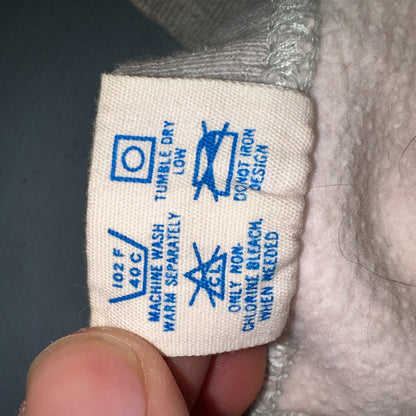 102 F
40 C
MACHINE WASH
WARM SEPARATELY
TUMBLE DRY
LOW
CL
ONLY NON-
CHLORINE BLEACH,
WHEN NEEDED
DO NOT IRON
DESIGN